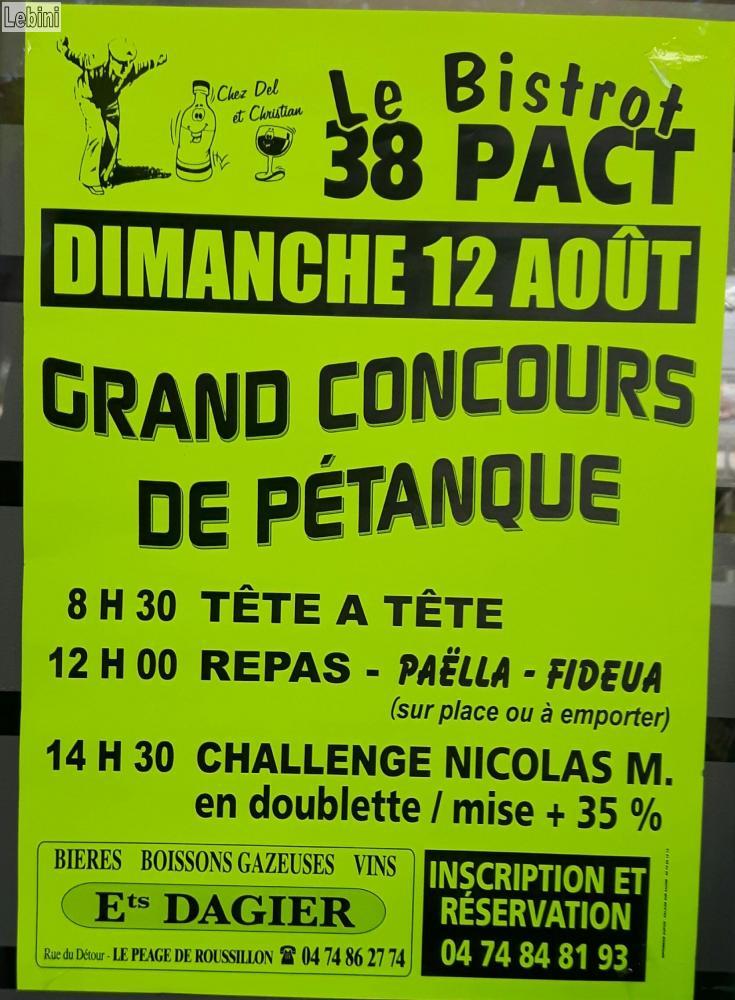 Lebini
Chez Del
et Christian
Le Bistrot
38 PACT
DIMANCHE 12 AOÛT
GRAND CONCOURS
DE PÉTANQUE
8 H 30 TÊTE A TÊTE
12 H 00 REPAS - PAËLLA - FIDEUA
(sur place ou à emporter)
14 H 30 CHALLENGE NICOLAS M.
en doublette / mise + 35 %
BIERES BOISSONS GAZEUSES VINS
Ets DAGIER
Rue du Détour - LE PEAGE DE ROUSSILLON ☎ 04 74 86 27 74
INSCRIPTION ET
RÉSERVATION
04 74 84 81 93